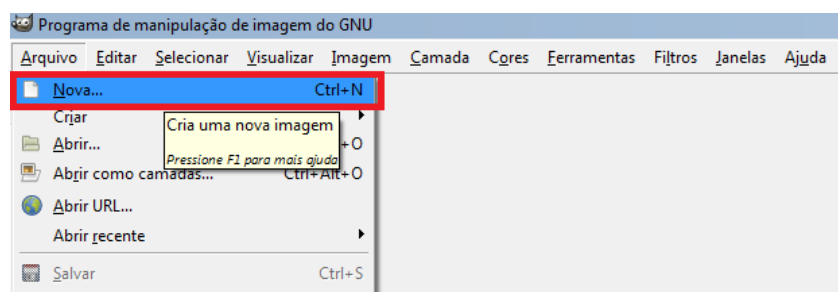 Programa de manipulação de imagem do GNU
Arquivo Editar Selecionar Visualizar Imagem Camada Cores Ferramentas Filtros Janelas Ajuda
Nova... Ctrl+N
Criar
Cria uma nova imagem
Abrir... +O
Pressione F1 para mais ajuda
Abrir como camadas... Ctrl+Alt+O
Abrir URL...
Abrir recente
Salvar Ctrl+S